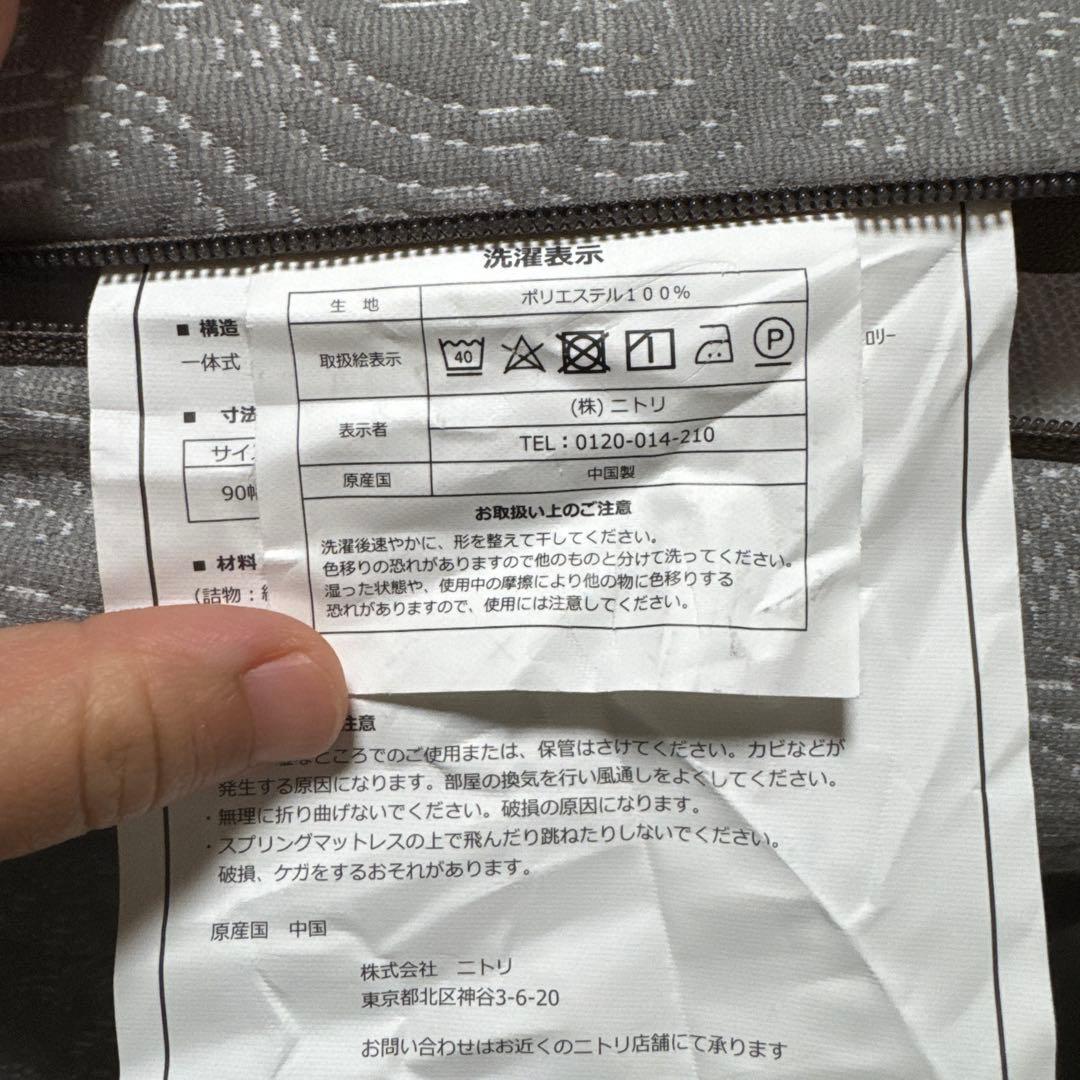 洗濯表示
生 地 ポリエステル100%
取扱絵表示 40 P
表示者 (株)ニトリ
TEL:0120-014-210
原産国 中国製
お取扱い上のご注意
洗濯後速やかに、形を整えて干してください。
色移りの恐れがありますので他のものと分けて洗ってください。
湿った状態や、使用中の摩擦により他の物に色移りする
恐れがありますので、使用には注意してください。
■ 構造
一体式
■ 寸法
サイ
90幅
■ 材料
(詰物:
ロリー
注意
ところでのご使用または、保管はさけてください。カビなどが
発生する原因になります。部屋の換気を行い風通しをよくしてください。
・無理に折り曲げないでください。破損の原因になります。
・スプリングマットレスの上で飛んだり跳ねたりしないでください。
破損、ケガをするおそれがあります。
原産国 中国
株式会社 ニトリ
東京都北区神谷3-6-20
お問い合わせはお近くのニトリ店舗にて承ります